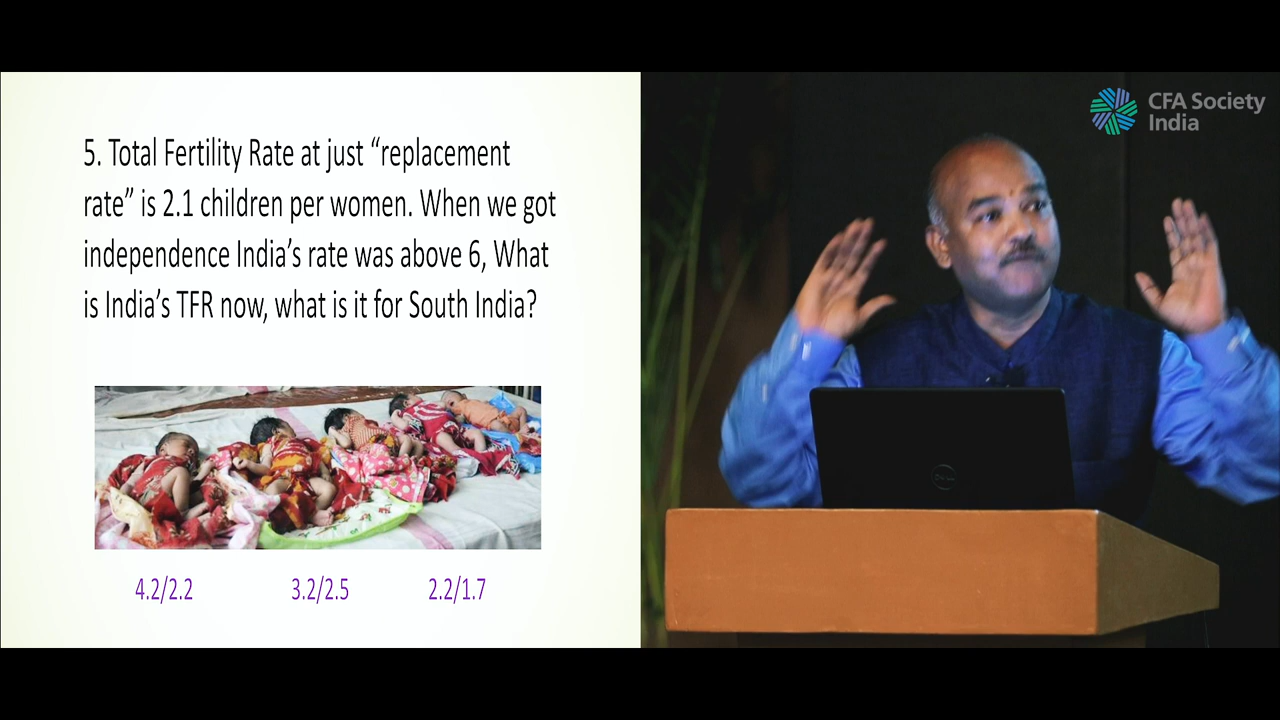 5. Total Fertility Rate at just “replacement
rate” is 2.1 children per women. When we got
independence India’s rate was above 6, What
is India’s TFR now, what is it for South India?
4.2/2.2 3.2/2.5 2.2/1.7
CFA Society
India
DELL